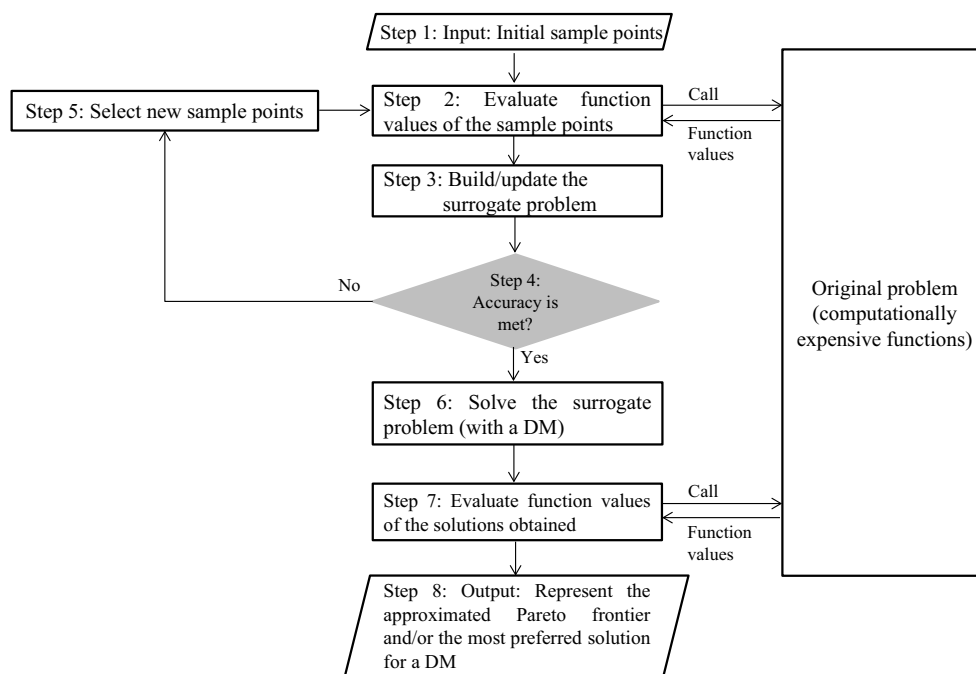 Step 1: Input: Initial sample points
Step 5: Select new sample points
Step 2: Evaluate function
values of the sample points
Call
Function
values
Step 3: Build/update the
surrogate problem
No
Step 4:
Accuracy is
met?
Yes
Original problem
(computationally
expensive functions)
Step 6: Solve the surrogate
problem (with a DM)
Step 7: Evaluate function values
of the solutions obtained
Call
Function
values
Step 8: Output: Represent the
approximated Pareto frontier
and/or the most preferred solution
for a DM